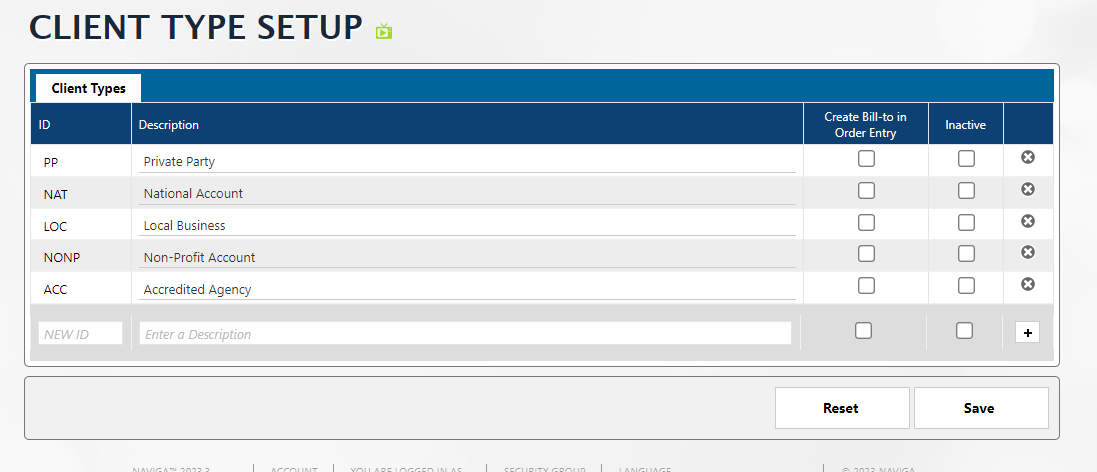 CLIENT TYPE SETUP
Client Types
ID Description Create Bill-to in Order Entry Inactive
PP Private Party
NAT National Account
LOC Local Business
NONP Non-Profit Account
ACC Accredited Agency
NEW ID Enter a Description +
Reset Save
NAVIGA™ 2023.3 ACCOUNT YOU ARE LOGGED IN AS SECURITY GROUP LANGUAGE © 2023 NAVIGA